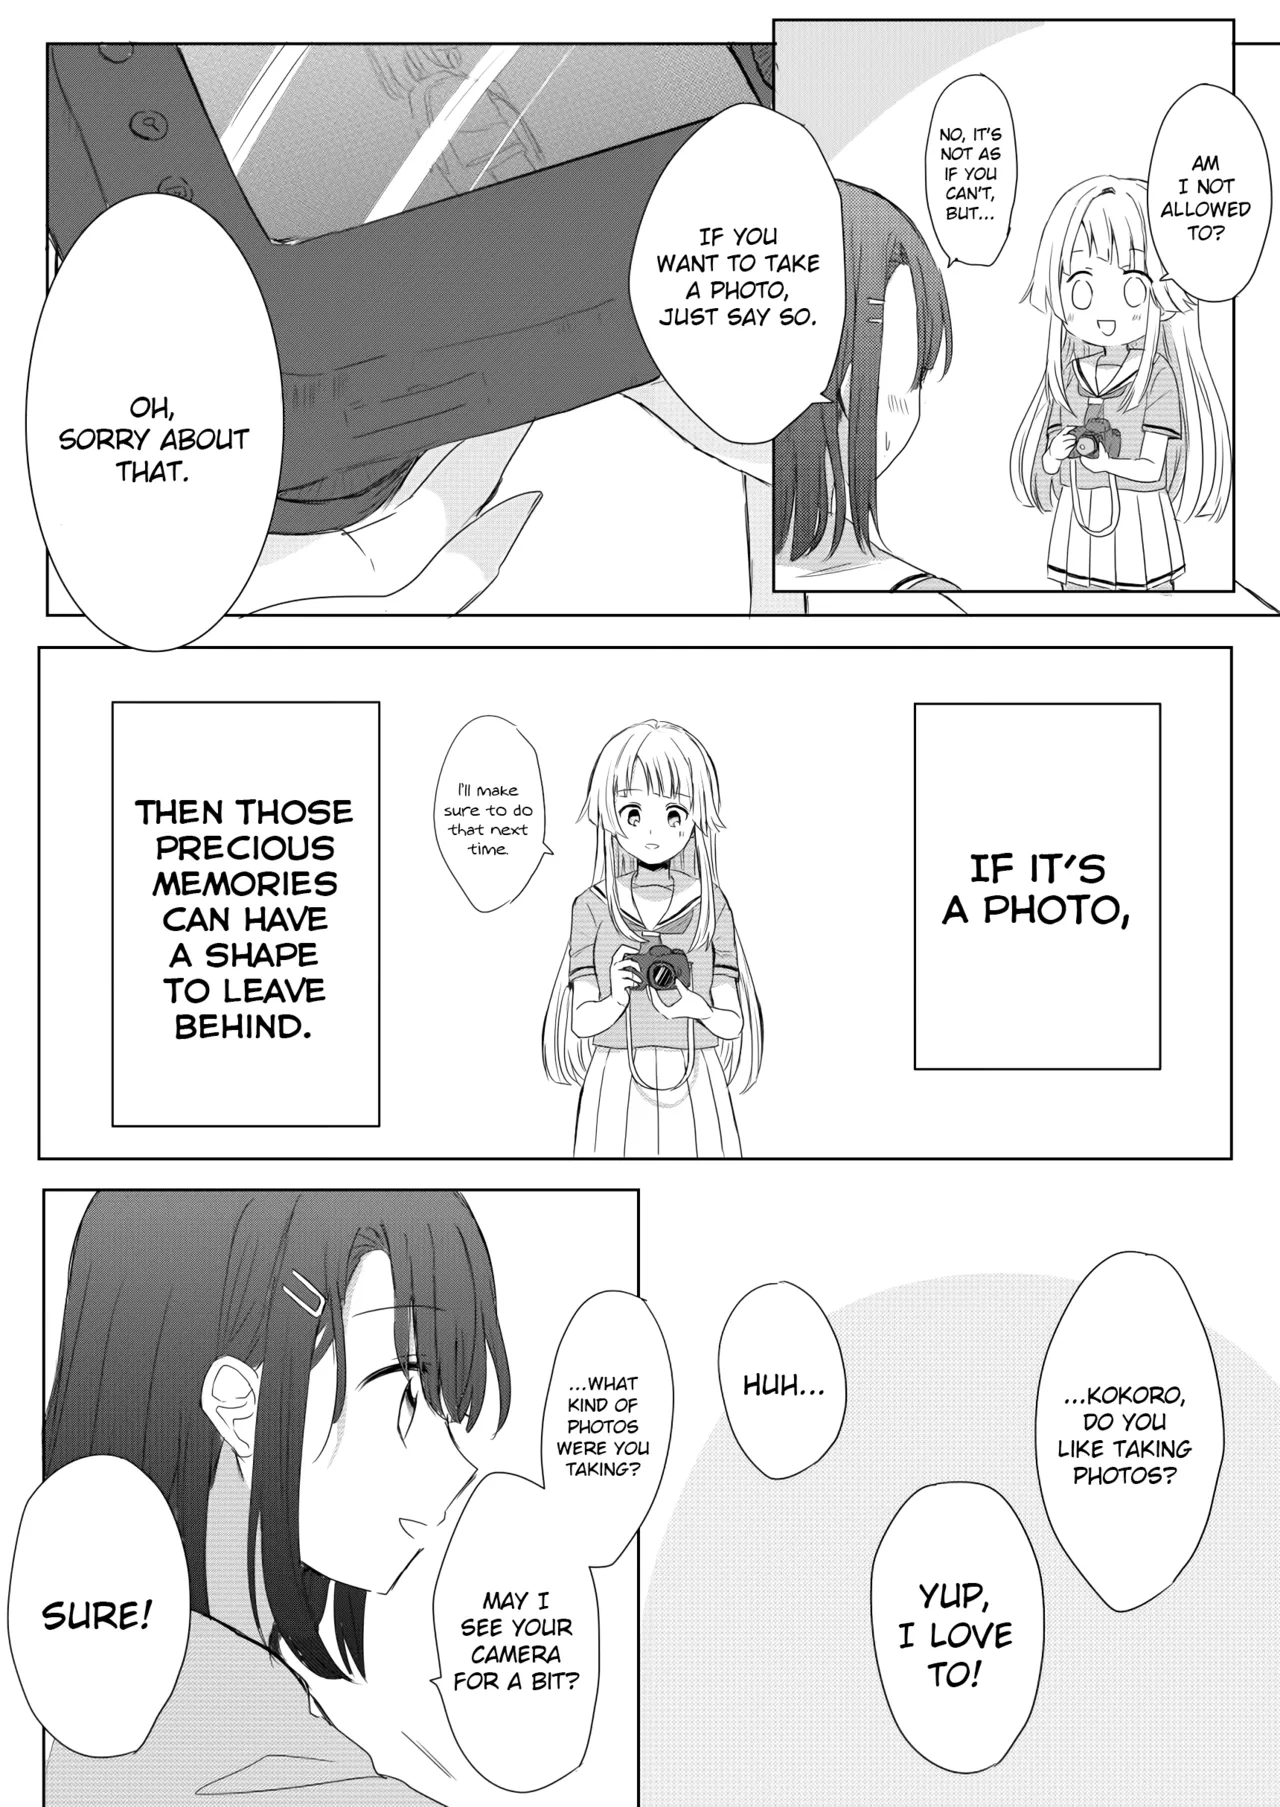 AM
I NOT
ALLOWED
TO?
NO, IT'S
NOT AS
IF YOU
CAN'T,
BUT...
IF YOU
WANT TO TAKE
A PHOTO,
JUST SAY SO.
OH,
SORRY ABOUT
THAT.
IF IT'S
A PHOTO,
I'll make
sure to do
that next
time.
THEN THOSE
PRECIOUS
MEMORIES
CAN HAVE
A SHAPE
TO LEAVE
BEHIND.
...KOKORO,
DO YOU
LIKE TAKING
PHOTOS?
YUP,
I LOVE
TO!
HUH...
...WHAT
KIND OF
PHOTOS
WERE YOU
TAKING?
MAY I
SEE YOUR
CAMERA
FOR A BIT?
SURE!